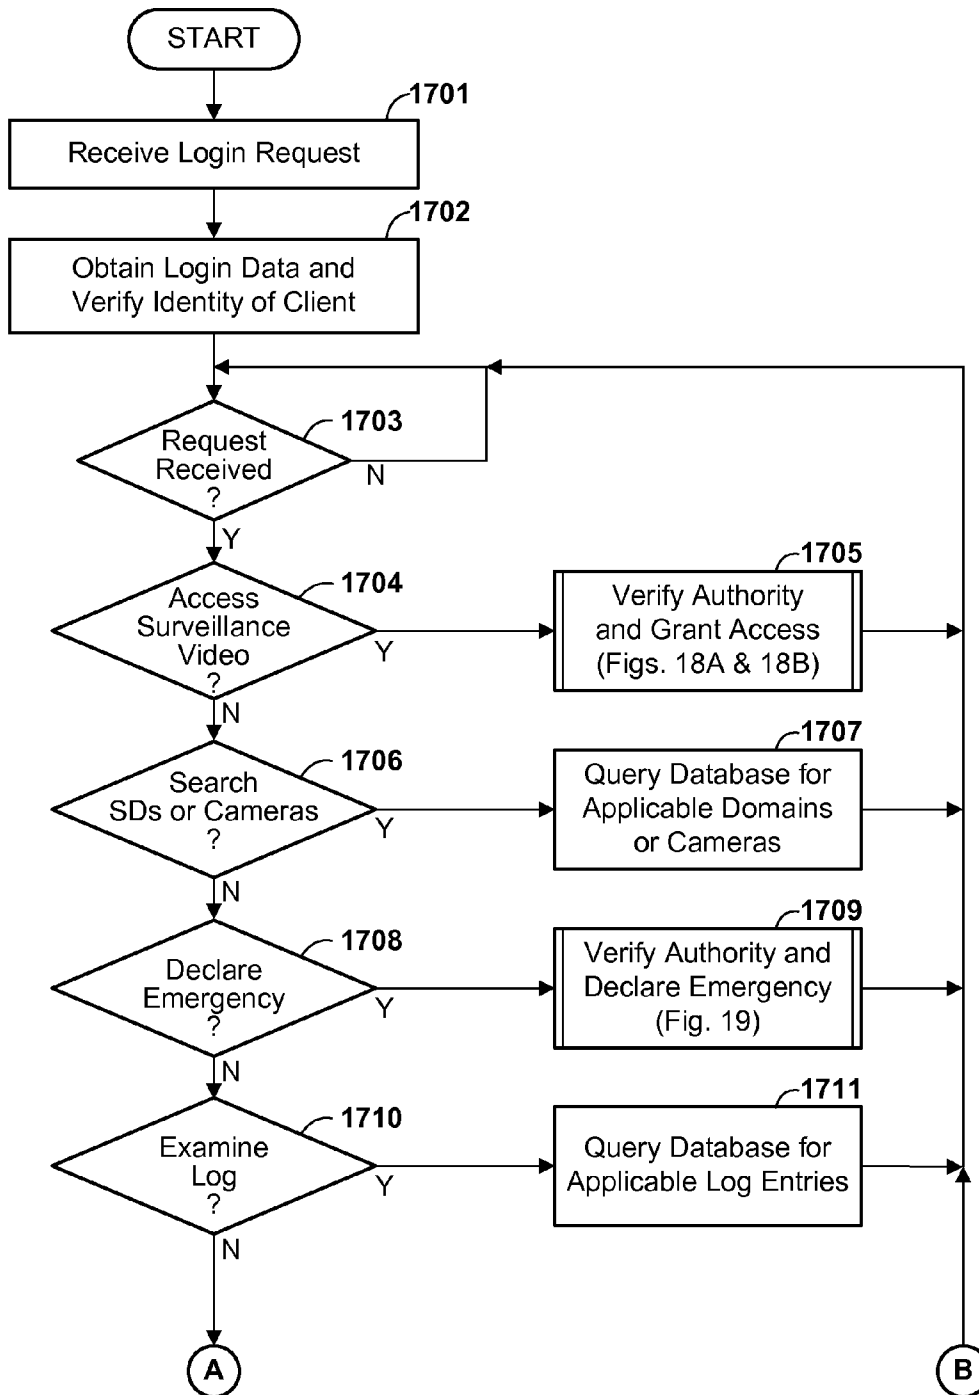 START
1701
Receive Login Request
1702
Obtain Login Data and
Verify Identity of Client
1703
Request
Received
?
N
Y
1704
Access
Surveillance
Video
?
Y
N
1705
Verify Authority
and Grant Access
(Figs. 18A & 18B)
1706
Search
SDs or Cameras
?
Y
N
1707
Query Database for
Applicable Domains
or Cameras
1708
Declare
Emergency
?
Y
N
1709
Verify Authority and
Declare Emergency
(Fig. 19)
1710
Examine
Log
?
Y
N
1711
Query Database for
Applicable Log Entries
A
B